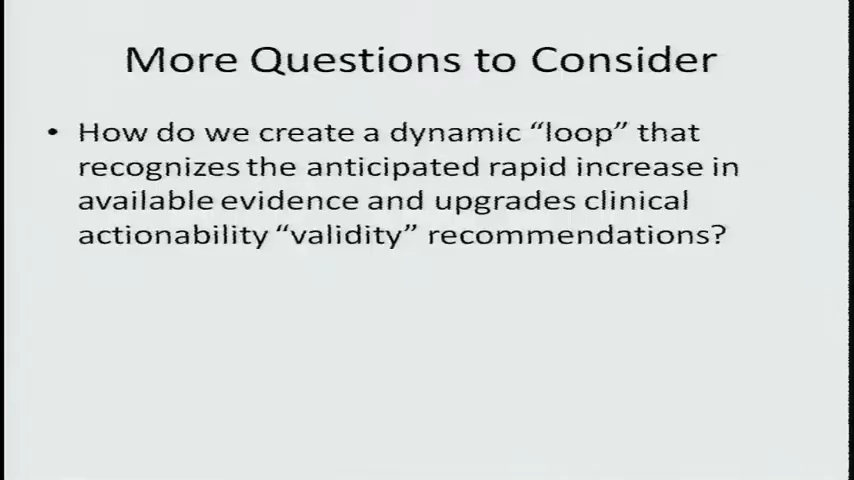 More Questions to Consider
• How do we create a dynamic “loop” that
recognizes the anticipated rapid increase in
available evidence and upgrades clinical
actionability “validity” recommendations?